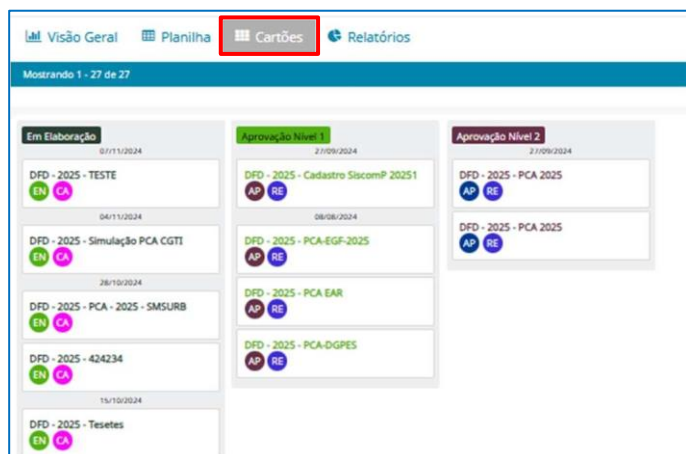 Visão Geral Planilha Cartões Relatórios
Mostrando 1 - 27 de 27
Em Elaboração
07/11/2024
DFD - 2025 - TESTE
EN CA
04/11/2024
DFD - 2025 - Simulação PCA CGTI
EN CA
28/10/2024
DFD - 2025 - PCA - 2025 - SMSURB
EN CA
DFD - 2025 - 424234
EN CA
15/10/2024
DFD - 2025 - Tesetes
EN CA
Aprovação Nível 1
27/09/2024
DFD - 2025 - Cadastro SiscomP 20251
AP RE
08/08/2024
DFD - 2025 - PCA-EGF-2025
AP RE
DFD - 2025 - PCA EAR
AP RE
DFD - 2025 - PCA-DGPES
AP RE
Aprovação Nível 2
27/09/2024
DFD - 2025 - PCA 2025
AP RE
DFD - 2025 - PCA 2025
AP RE